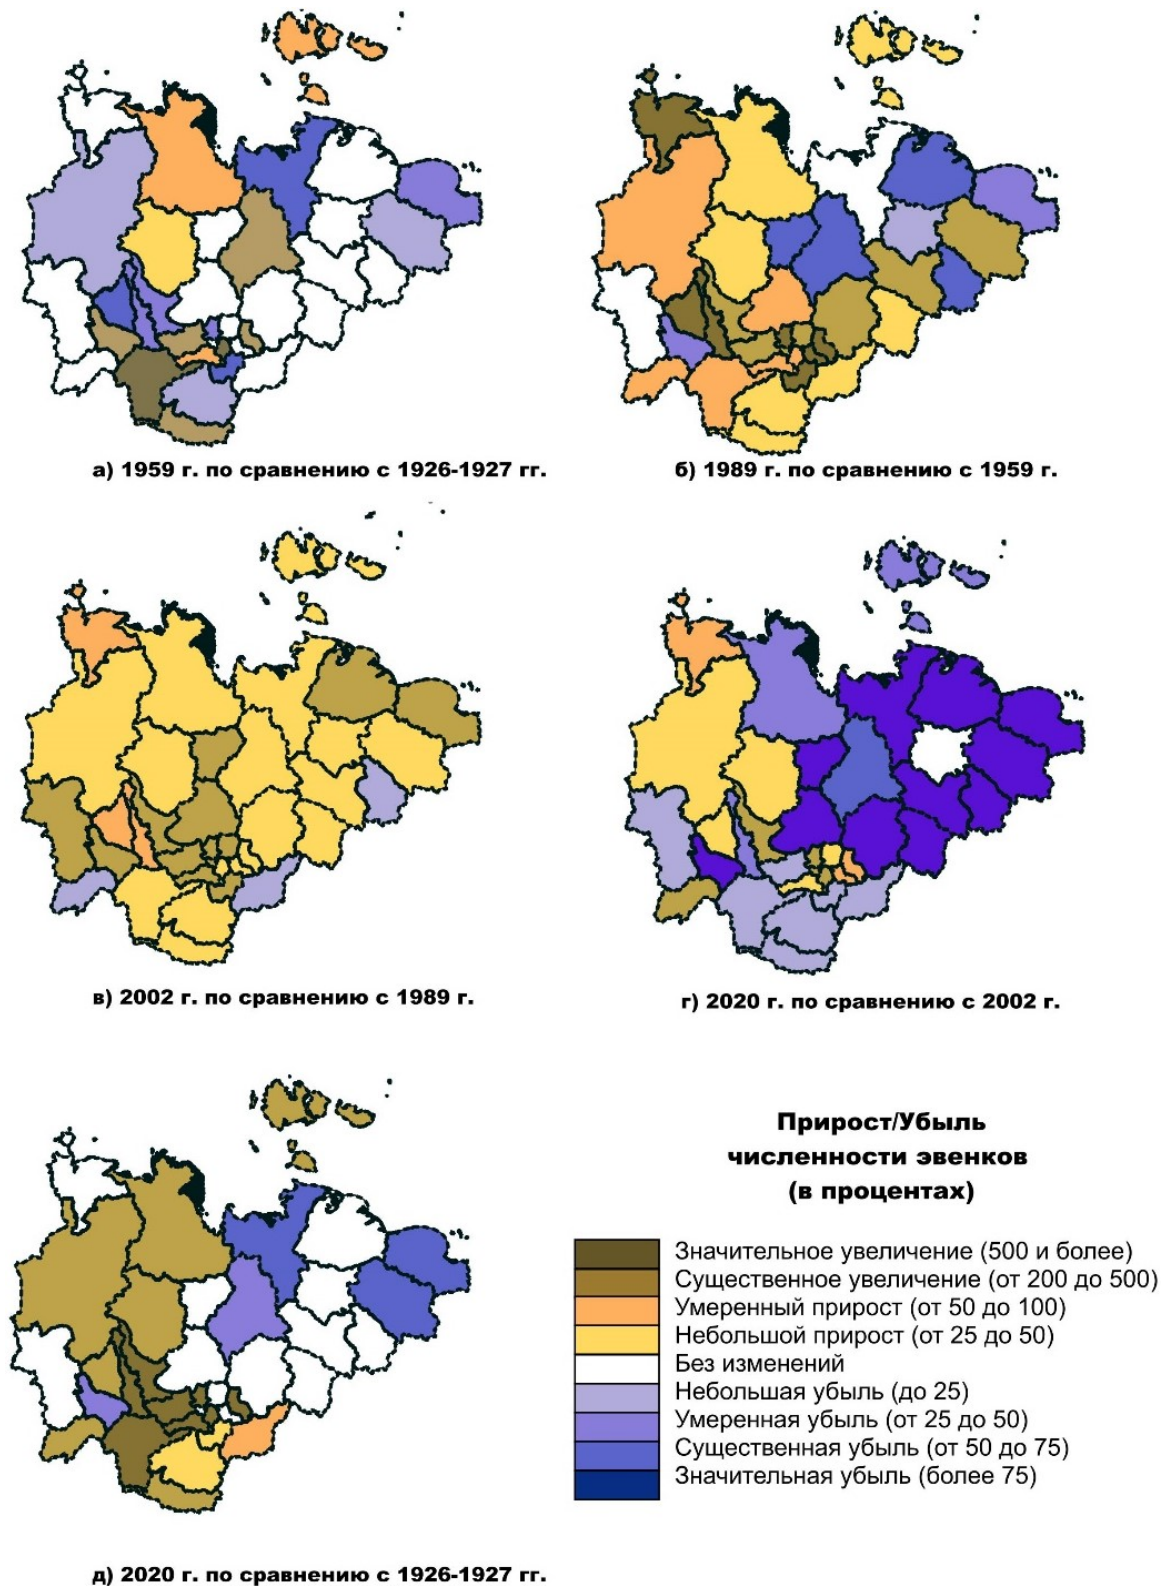 а) 1959 г. по сравнению с 1926-1927 гг.
б) 1989 г. по сравнению с 1959 г.
в) 2002 г. по сравнению с 1989 г.
г) 2020 г. по сравнению с 2002 г.
Прирост/Убыль
численности эвенков
(в процентах)
Значительное увеличение (500 и более)
Существенное увеличение (от 200 до 500)
Умеренный прирост (от 50 до 100)
Небольшой прирост (от 25 до 50)
Без изменений
Небольшая убыль (до 25)
Умеренная убыль (от 25 до 50)
Существенная убыль (от 50 до 75)
Значительная убыль (более 75)
д) 2020 г. по сравнению с 1926-1927 гг.